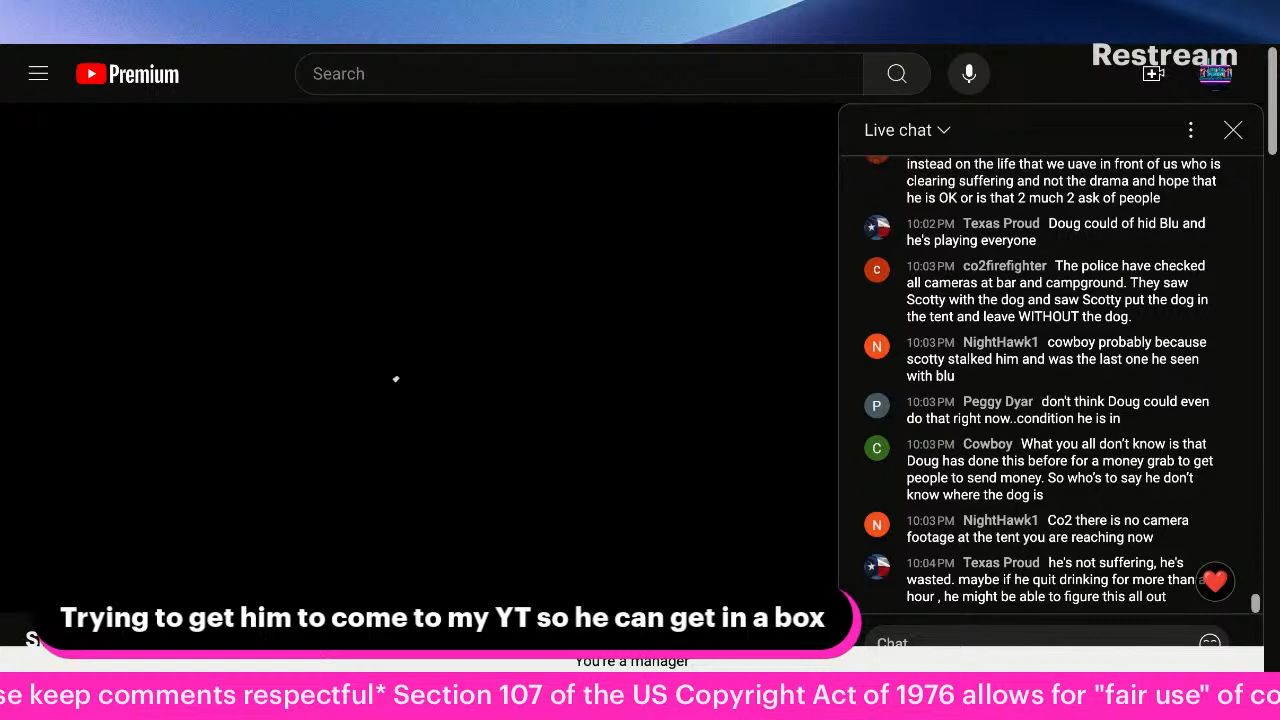 Restream
Premium
Search
Live chat
instead on the life that we uave in front of us who is
clearing suffering and not the drama and hope that
he is OK or is that 2 much 2 ask of people
10:02 PM Texas Proud Doug could of hid Blu and
he's playing everyone
C
10:03 PM co2firefighter The police have checked
all cameras at bar and campground. They saw
Scotty with the dog and saw Scotty put the dog in
the tent and leave WITHOUT the dog.
N
10:03 PM NightHawk1 cowboy probably because
scotty stalked him and was the last one he seen
with blu
P
10:03 PM Peggy Dyar don't think Doug could even
do that right now..condition he is in
C
10:03 PM Cowboy What you all don't know is that
Doug has done this before for a money grab to get
people to send money. So who's to say he don't
know where the dog is
N
10:03 PM NightHawk1 Co2 there is no camera
footage at the tent you are reaching now
10:04 PM Texas Proud he's not suffering, he's
wasted. maybe if he quit drinking for more than
hour , he might be able to figure this all out
Chat
Trying to get him to come to my YT so he can get in a box
You're a manager
se keep comments respectful* Section 107 of the US Copyright Act of 1976 allows for "fair use" of co